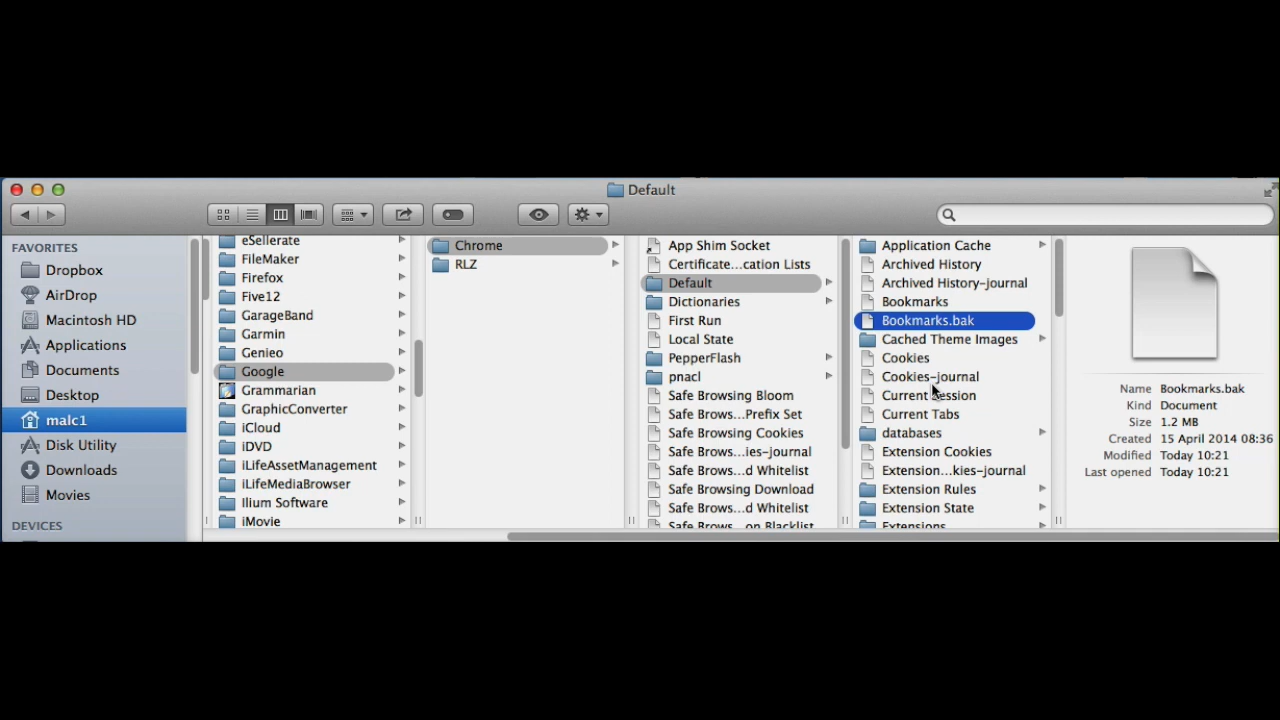 Default
FAVORITES
Dropbox
AirDrop
Macintosh HD
Applications
Documents
Desktop
malc1
Disk Utility
Downloads
Movies
DEVICES
eSellerate
FileMaker
Firefox
Five12
GarageBand
Garmin
Genieo
Google
Grammarian
GraphicConverter
iCloud
iDVD
iLifeAssetManagement
iLifeMediaBrowser
Ilium Software
iMovie
Chrome
RLZ
App Shim Socket
Certificate...cation Lists
Default
Dictionaries
First Run
Local State
PepperFlash
pnacl
Safe Browsing Bloom
Safe Brows...Prefix Set
Safe Browsing Cookies
Safe Brows...ies-journal
Safe Brows...d Whitelist
Safe Browsing Download
Safe Brows...d Whitelist
Safe Brows...on Blacklist
Application Cache
Archived History
Archived History-journal
Bookmarks
Bookmarks.bak
Cached Theme Images
Cookies
Cookies-journal
Current Session
Current Tabs
databases
Extension Cookies
Extension...kies-journal
Extension Rules
Extension State
Extensions
Name Bookmarks.bak
Kind Document
Size 1.2 MB
Created 15 April 2014 08:36
Modified Today 10:21
Last opened Today 10:21